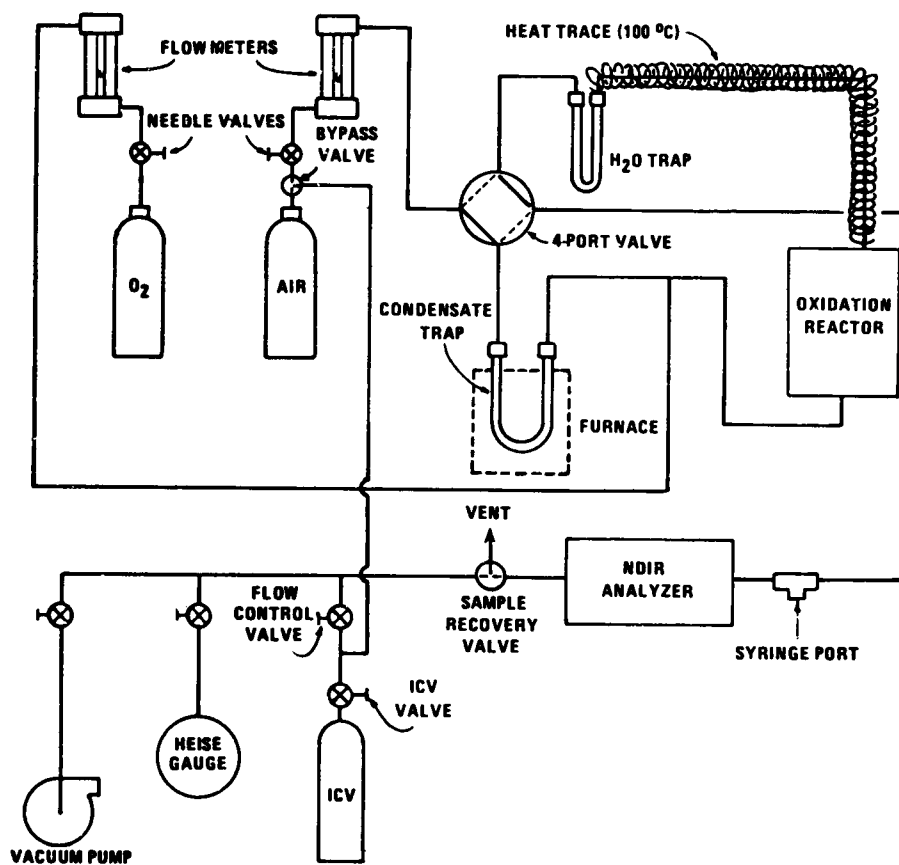 HEAT TRACE (100 ºC)
FLOW METERS
NEEDLE VALVES
BYPASS
VALVE
H₂O TRAP
4-PORT VALVE
O₂
AIR
OXIDATION
REACTOR
CONDENSATE
TRAP
FURNACE
VENT
NDIR
ANALYZER
FLOW
CONTROL
VALVE
SAMPLE
RECOVERY
VALVE
SYRINGE PORT
ICV
VALVE
HEISE
GAUGE
ICV
VACUUM PUMP